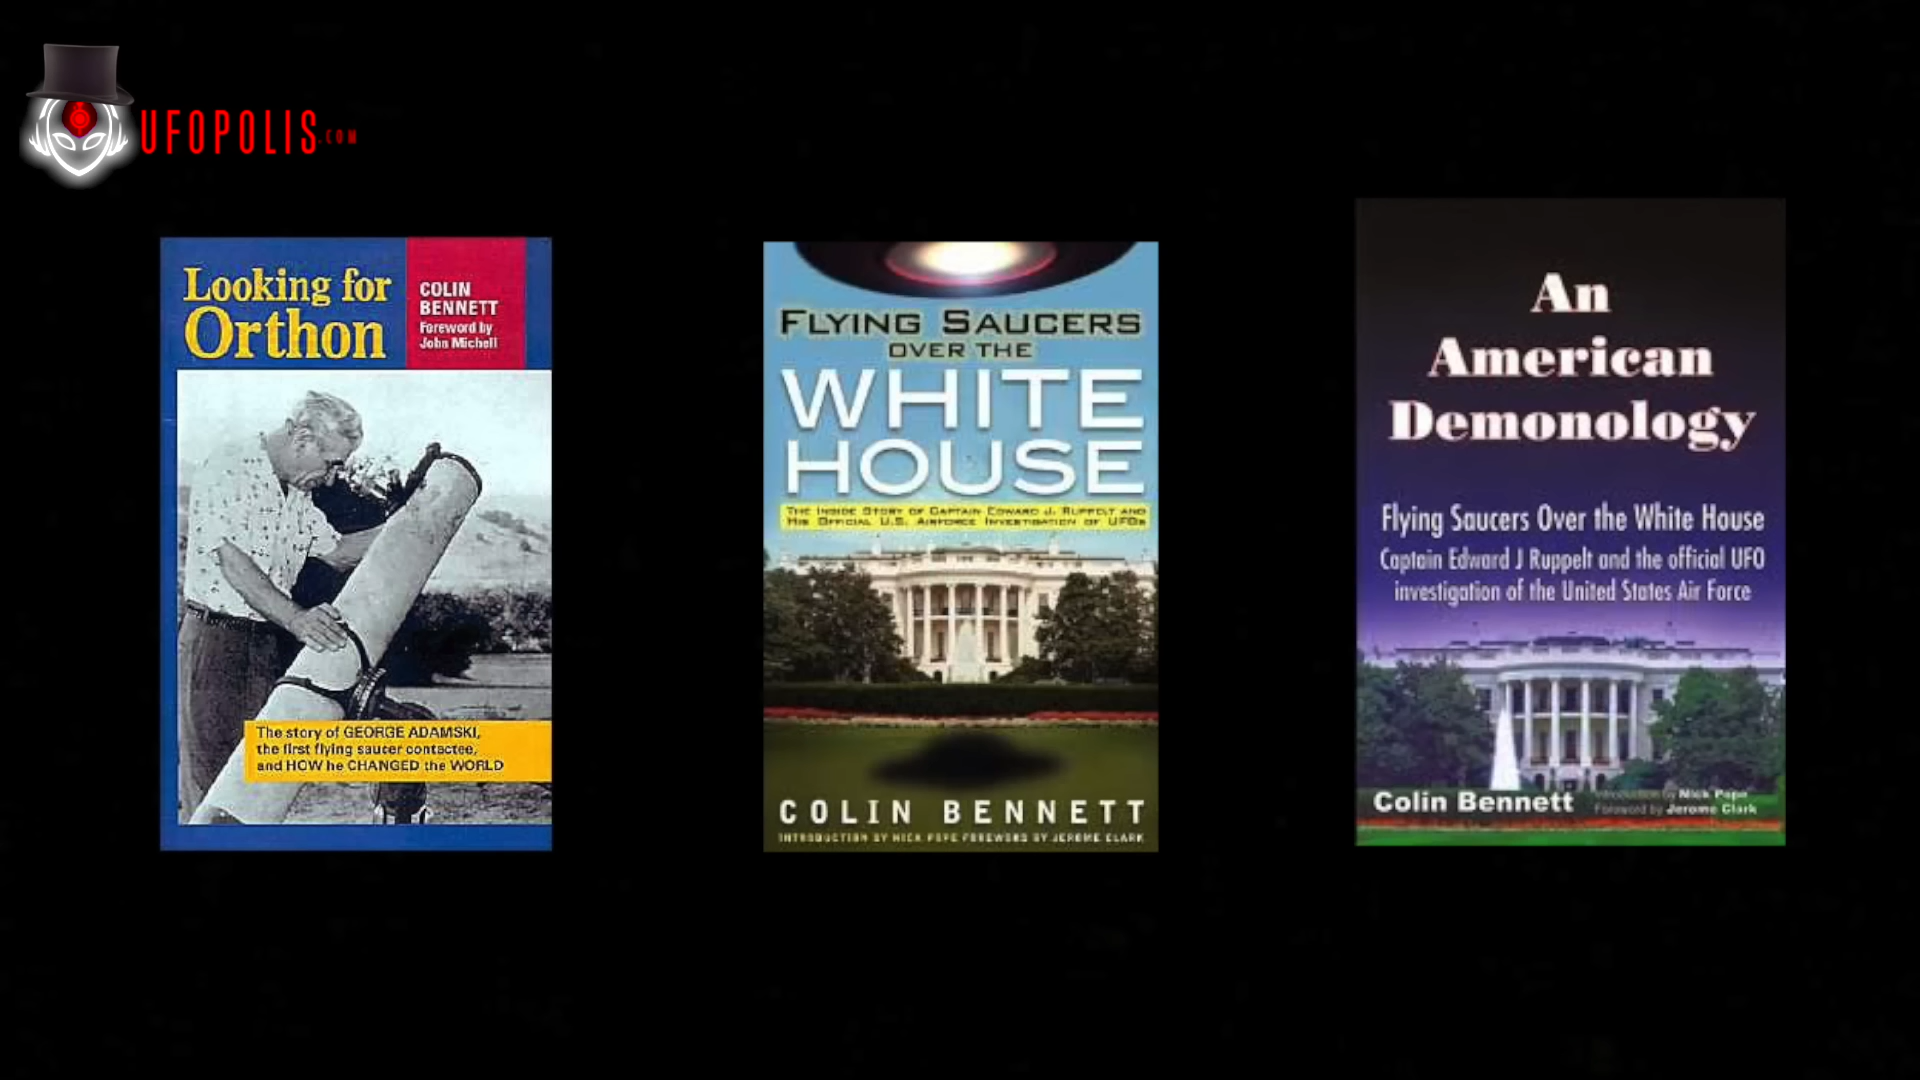 UFOPOLIS.COM
Looking for
Orthon
COLIN
BENNETT
Foreword by
John Michell
The story of GEORGE ADAMSKI,
the first flying saucer contactee,
and HOW he CHANGED the WORLD
FLYING SAUCERS
OVER THE
WHITE
HOUSE
THE INSIDE STORY OF CAPTAIN EDWARD J. RUPPELT AND
HIS OFFICIAL U.S. AIRFORCE INVESTIGATION OF UFOS
COLIN BENNETT
INTRODUCTION BY NICK POPE FOREWORD BY JEROME CLARK
An
American
Demonology
Flying Saucers Over the White House
Captain Edward J Ruppelt and the official UFO
investigation of the United States Air Force
Colin Bennett
Introduction by Nick Pope
Foreword by Jerome Clark